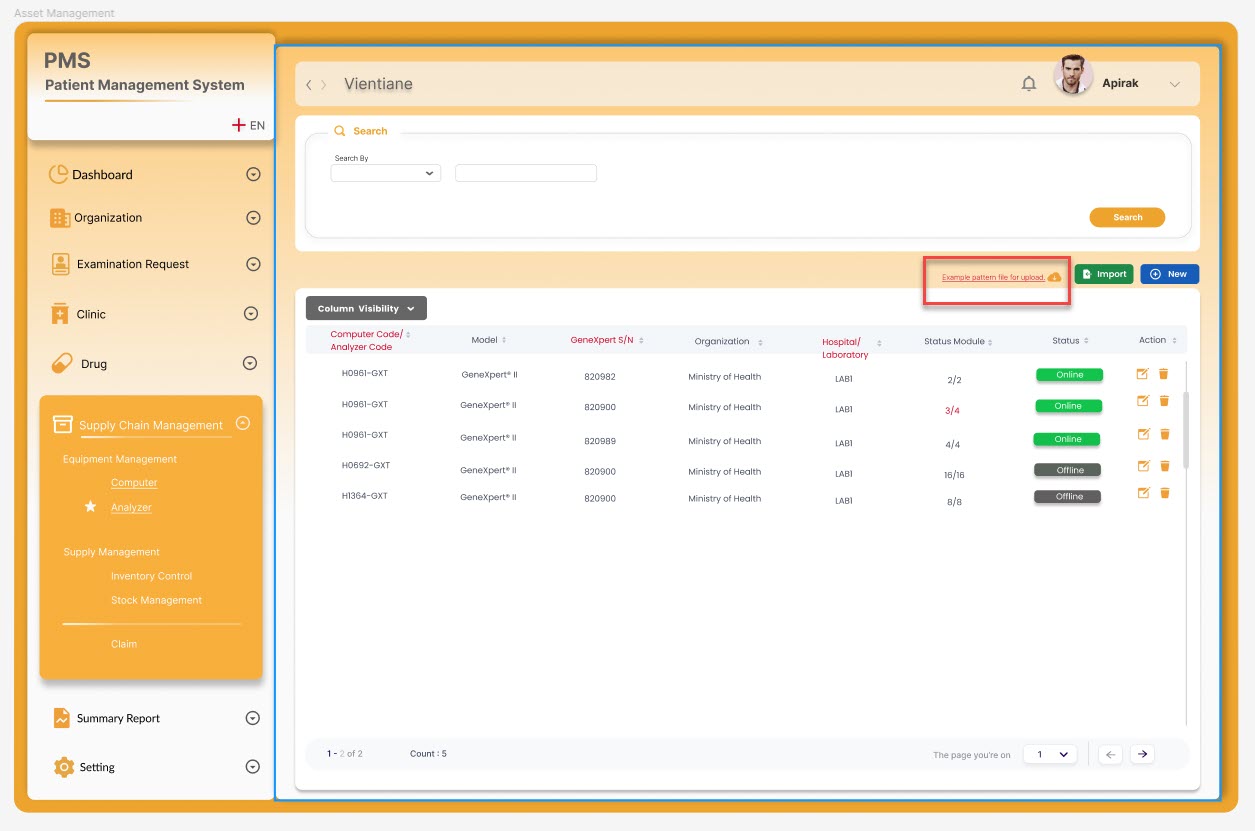 Asset Management
PMS
Patient Management System
EN
Dashboard
Organization
Examination Request
Clinic
Drug
Supply Chain Management
Equipment Management
Computer
Analyzer
Supply Management
Inventory Control
Stock Management
Claim
Summary Report
Setting
Vientiane
Apirak
Search
Search By
Search
Example pattern file for upload.
Import
New
Column Visibility
Computer Code/
Analyzer Code
Model
GeneXpert S/N
Organization
Hospital/
Laboratory
Status Module
Status
Action
H0961-GXT GeneXpert® II 820982 Ministry of Health LAB1 2/2 Online
H0961-GXT GeneXpert® II 820900 Ministry of Health LAB1 3/4 Online
H0961-GXT GeneXpert® II 820989 Ministry of Health LAB1 4/4 Online
H0692-GXT GeneXpert® II 820900 Ministry of Health LAB1 16/16 Offline
H1364-GXT GeneXpert® II 820900 Ministry of Health LAB1 8/8 Offline
1 - 2 of 2
Count : 5
The page you're on
1